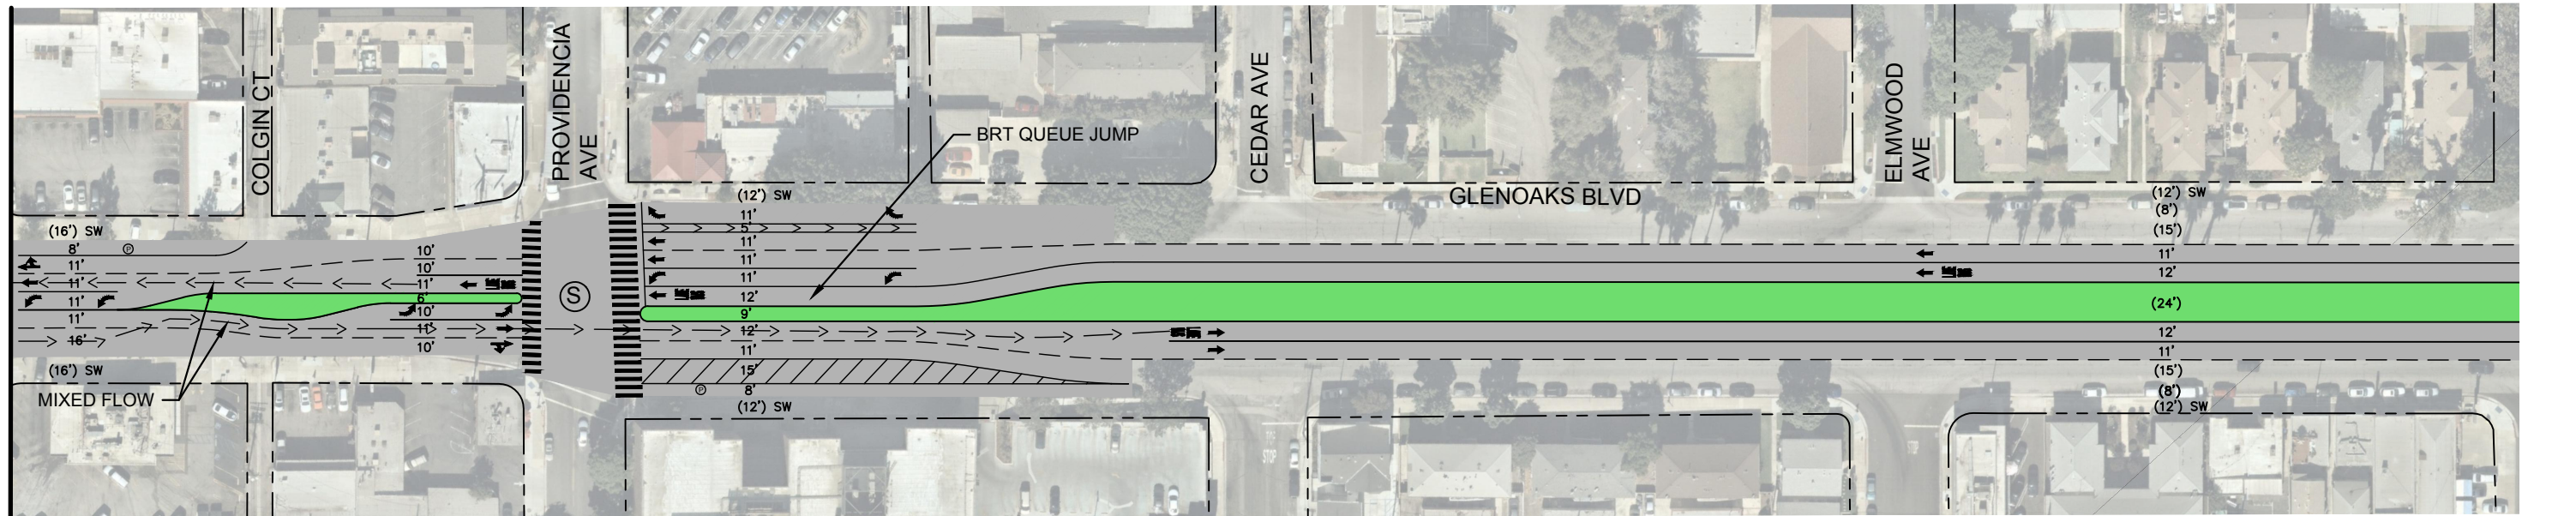 COLGIN CT
PROVIDENCIA
AVE
CEDAR AVE
ELMWOOD
AVE
BRT QUEUE JUMP
GLENOAKS BLVD
(16') SW
8'
P
11'
11'
11'
11'
16'
(16') SW
MIXED FLOW
10'
10'
11'
6'
10'
11'
10'
S
(12') SW
11'
5'
11'
11'
11'
12'
9'
12'
11'
15'
P
8'
(12') SW
(12') SW
(8')
(15')
11'
12'
(24')
12'
11'
(15')
(8')
(12') SW